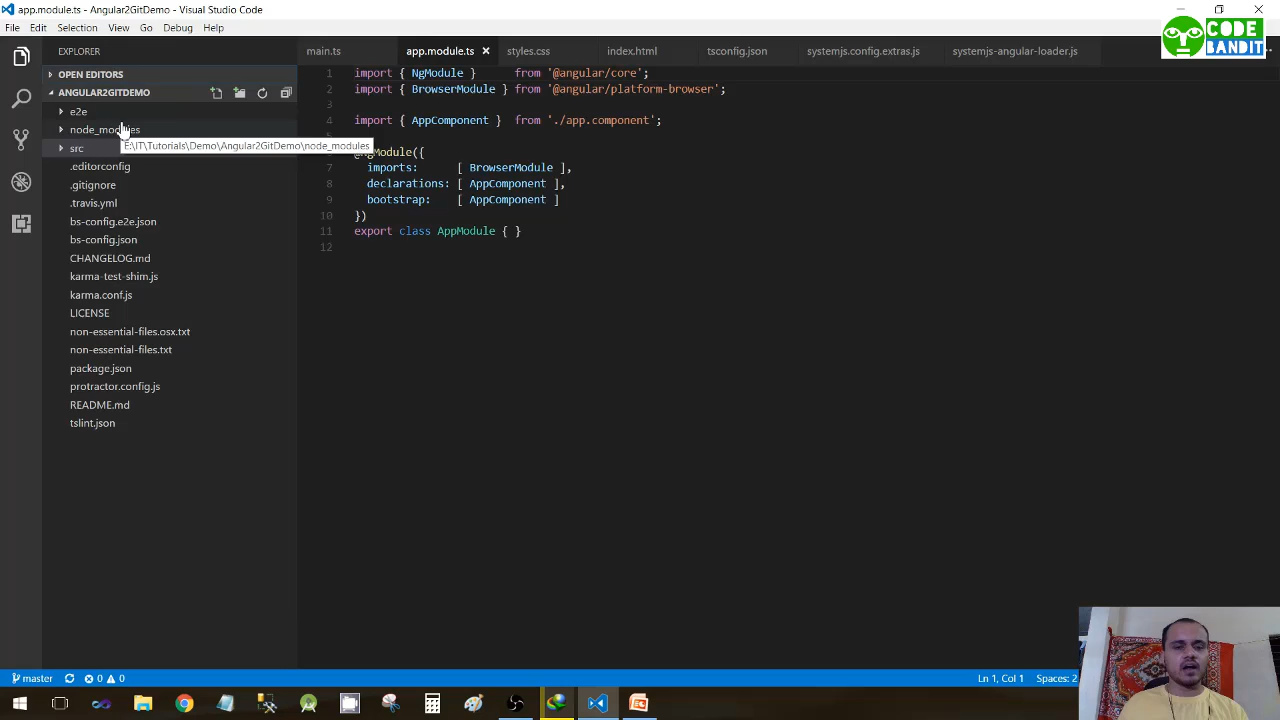 app.module.ts - Angular2GitDemo - Visual Studio Code
File Edit Selection View Go Debug Help
CODE
BANDIT
EXPLORER
main.ts app.module.ts styles.css index.html tsconfig.json systemjs.config.extras.js systemjs-angular-loader.js
OPEN EDITORS
ANGULAR2GITDEMO
e2e
node_modules
E:\IT\Tutorials\Demo\Angular2GitDemo\node_modules
src
.editorconfig
.gitignore
.travis.yml
bs-config.e2e.json
bs-config.json
CHANGELOG.md
karma-test-shim.js
karma.conf.js
LICENSE
non-essential-files.osx.txt
non-essential-files.txt
package.json
protractor.config.js
README.md
tslint.json
1 import { NgModule } from '@angular/core';
2 import { BrowserModule } from '@angular/platform-browser';
3
4 import { AppComponent } from './app.component';
NgModule({
7 imports: [ BrowserModule ],
8 declarations: [ AppComponent ],
9 bootstrap: [ AppComponent ]
10 })
11 export class AppModule { }
12
master 0 0 Ln 1, Col 1 Spaces: 2